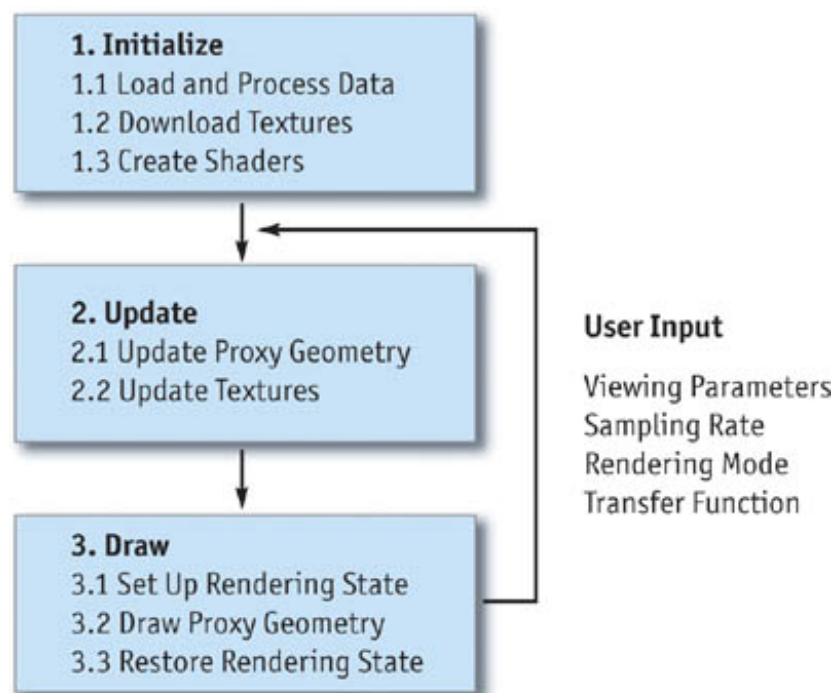 1. Initialize
1.1 Load and Process Data
1.2 Download Textures
1.3 Create Shaders
2. Update
2.1 Update Proxy Geometry
2.2 Update Textures
User Input
Viewing Parameters
Sampling Rate
Rendering Mode
Transfer Function
3. Draw
3.1 Set Up Rendering State
3.2 Draw Proxy Geometry
3.3 Restore Rendering State